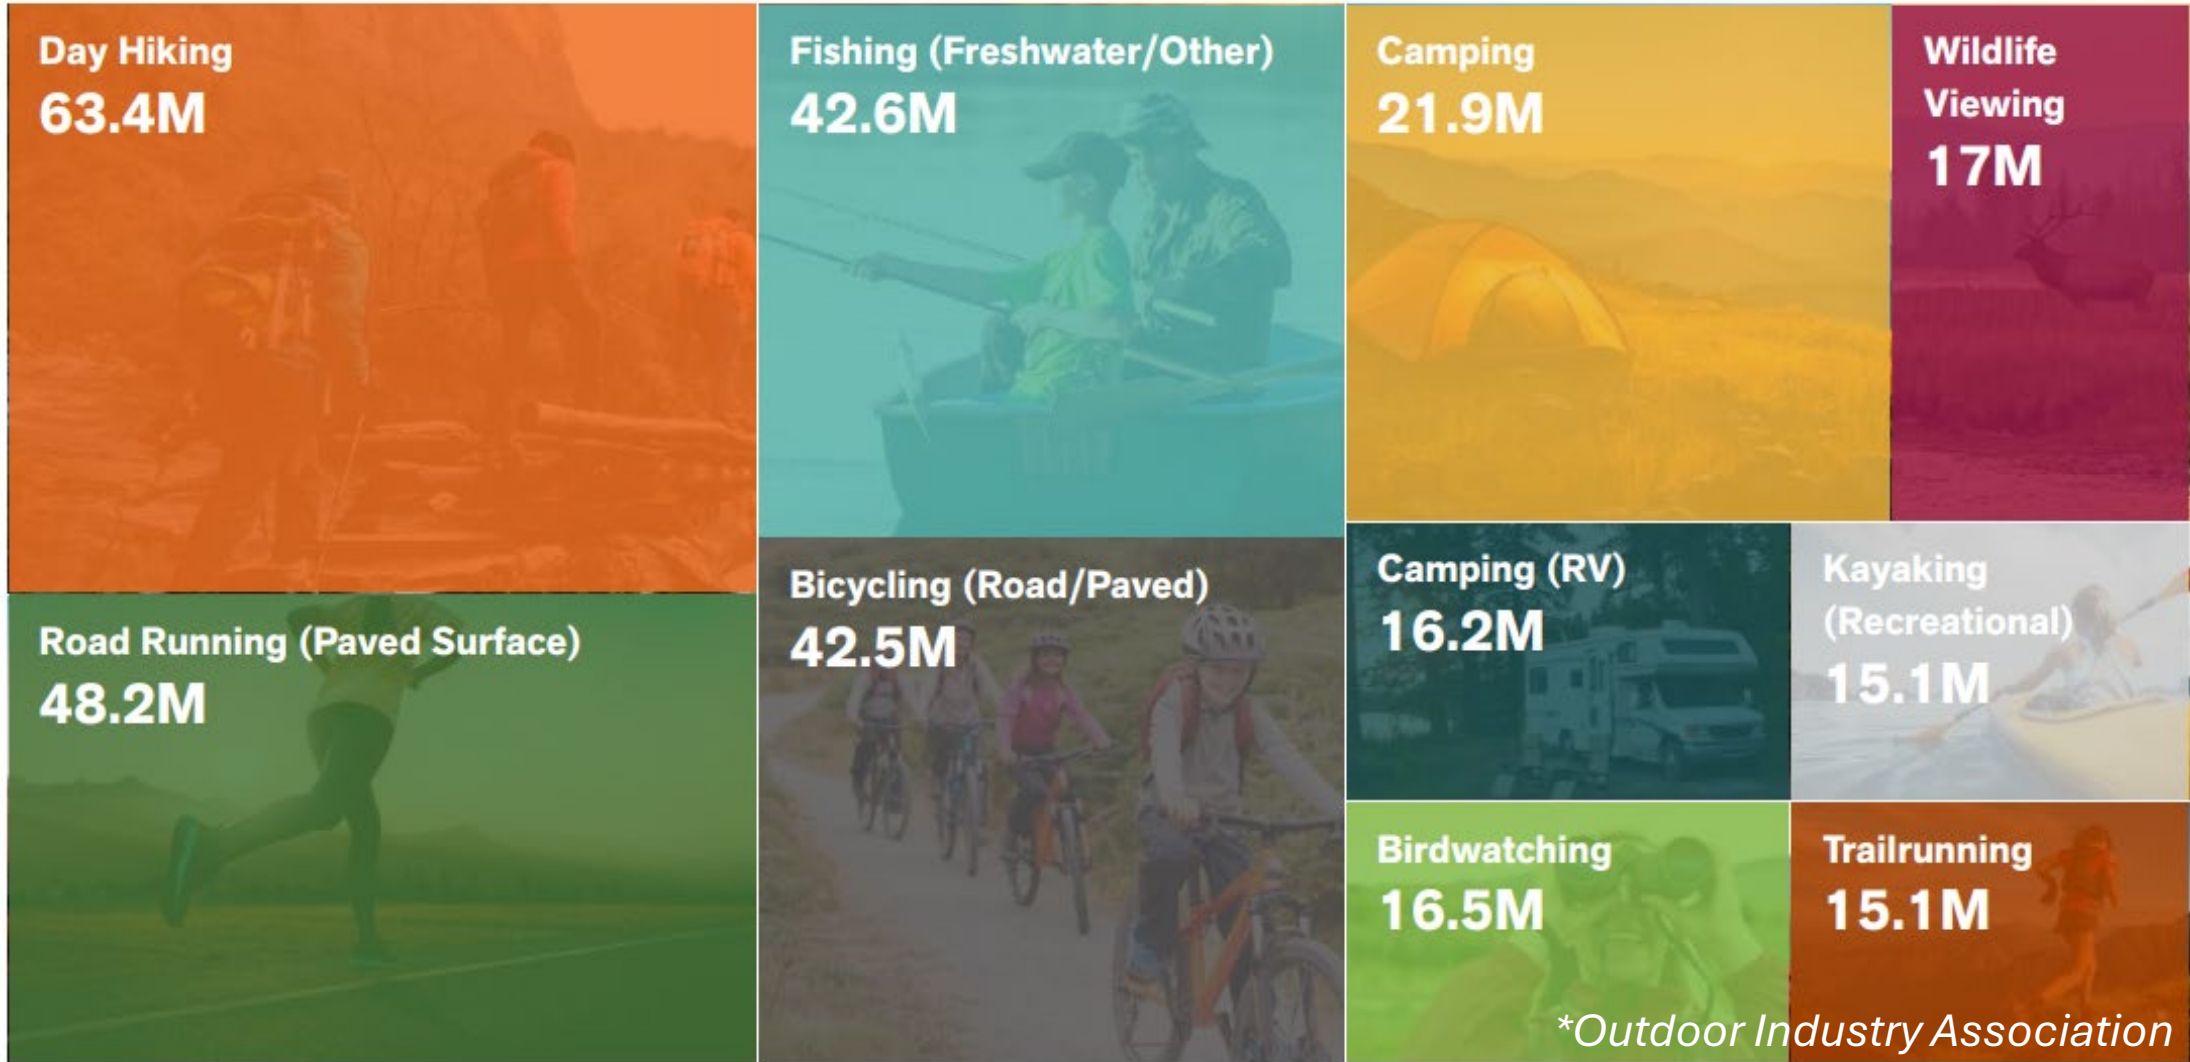 Day Hiking
63.4M
Fishing (Freshwater/Other)
42.6M
Camping
21.9M
Wildlife
Viewing
17M
Road Running (Paved Surface)
48.2M
Bicycling (Road/Paved)
42.5M
Camping (RV)
16.2M
Kayaking
(Recreational)
15.1M
Birdwatching
16.5M
Trailrunning
15.1M
*Outdoor Industry Association